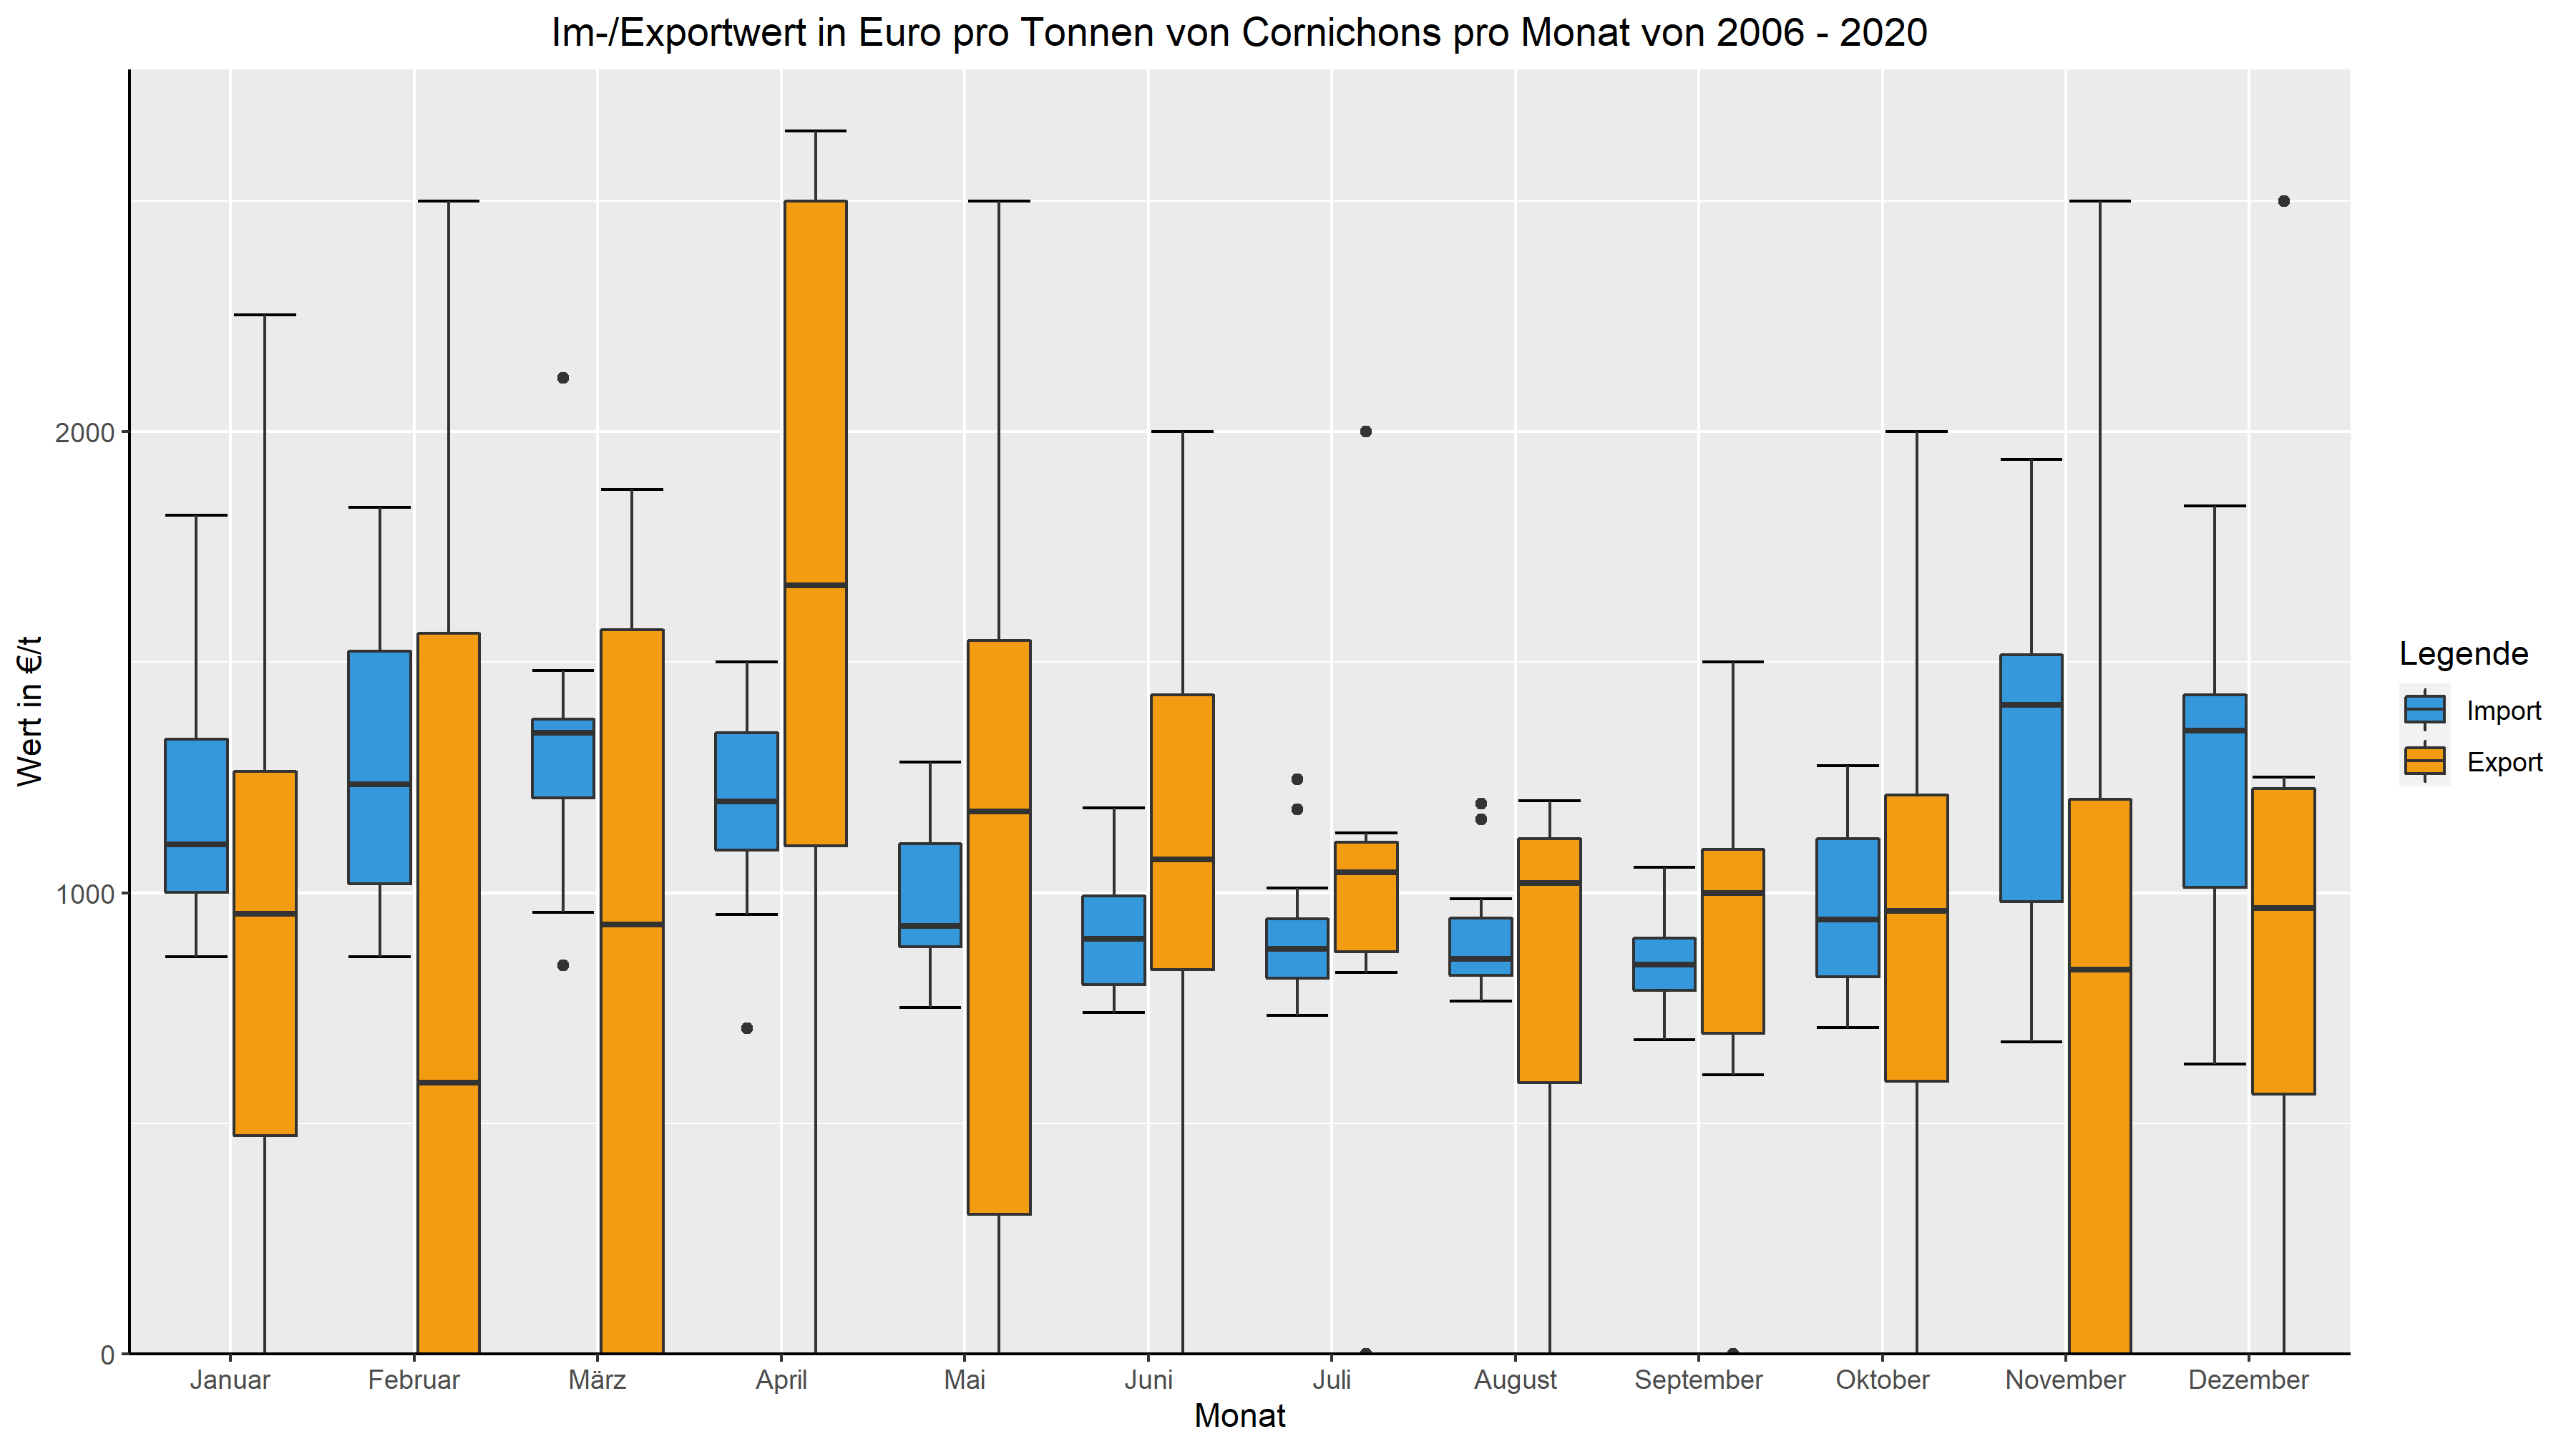 Im-/Exportwert in Euro pro Tonnen von Cornichons pro Monat von 2006 - 2020
Wert in €/t
2000
1000
0
Januar Februar März April Mai Juni Juli August September Oktober November Dezember
Monat
Legende
Import
Export